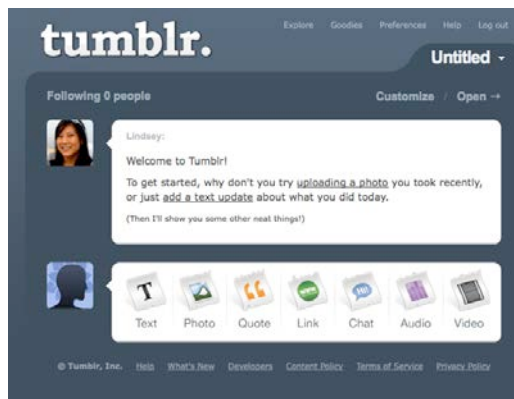 tumblr.
Explore Goodies Preferences Help Log out
Untitled
Following 0 people
Customize / Open →
Lindsey:
Welcome to Tumblr!
To get started, why don't you try uploading a photo you took recently,
or just add a text update about what you did today.
(Then I'll show you some other neat things!)
T
www
Hi!
Text Photo Quote Link Chat Audio Video
© Tumblr, Inc. Help What's New Developers Content Policy Terms of Service Privacy Policy